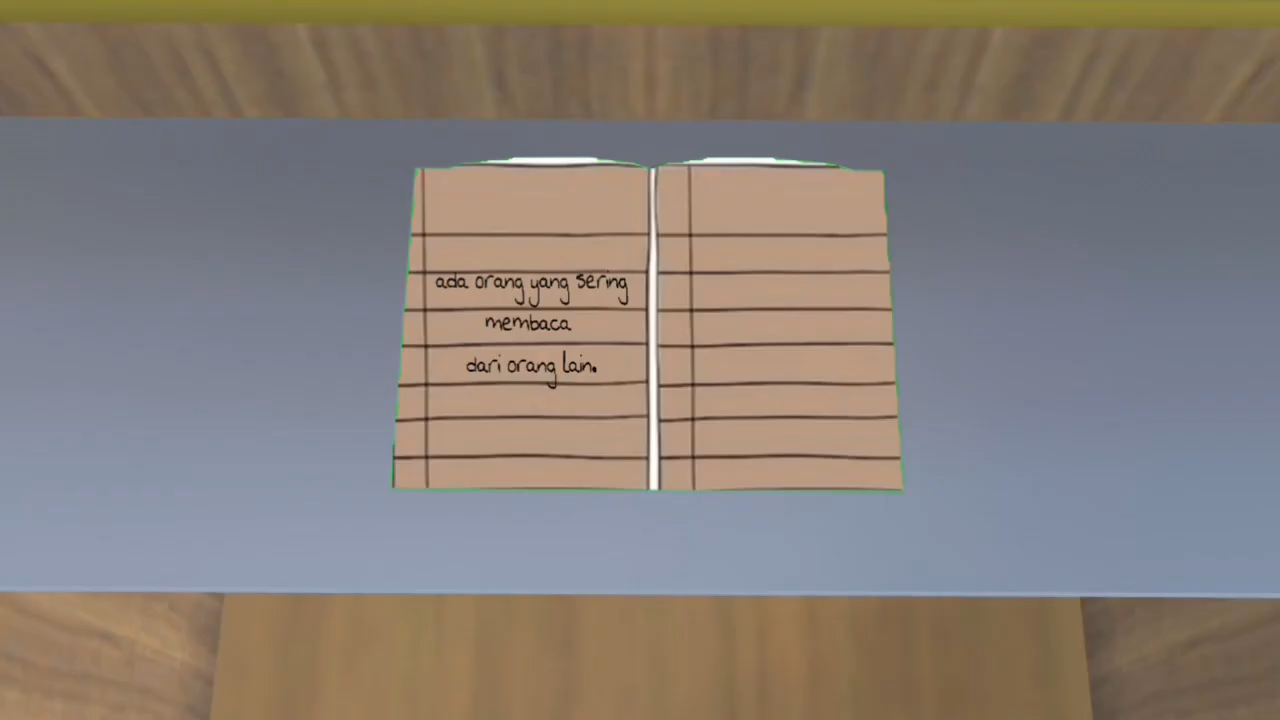 ada orang yang sering
membaca
dari orang lain.